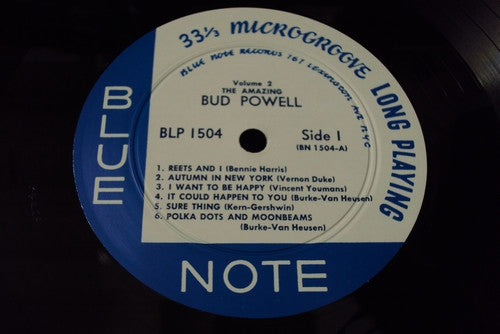 33⅓ MICROGROOVE LONG PLAYING
BLUE NOTE RECORDS 767 LEXINGTON AVE NYC
Volume 2
THE AMAZING
BUD POWELL
BLP 1504
Side 1
(BN 1504-A)
1. REETS AND I (Bennie Harris)
2. AUTUMN IN NEW YORK (Vernon Duke)
3. I WANT TO BE HAPPY (Vincent Youmans)
4. IT COULD HAPPEN TO YOU (Burke-Van Heusen)
5. SURE THING (Kern-Gershwin)
6. POLKA DOTS AND MOONBEAMS
(Burke-Van Heusen)
BLUE
NOTE